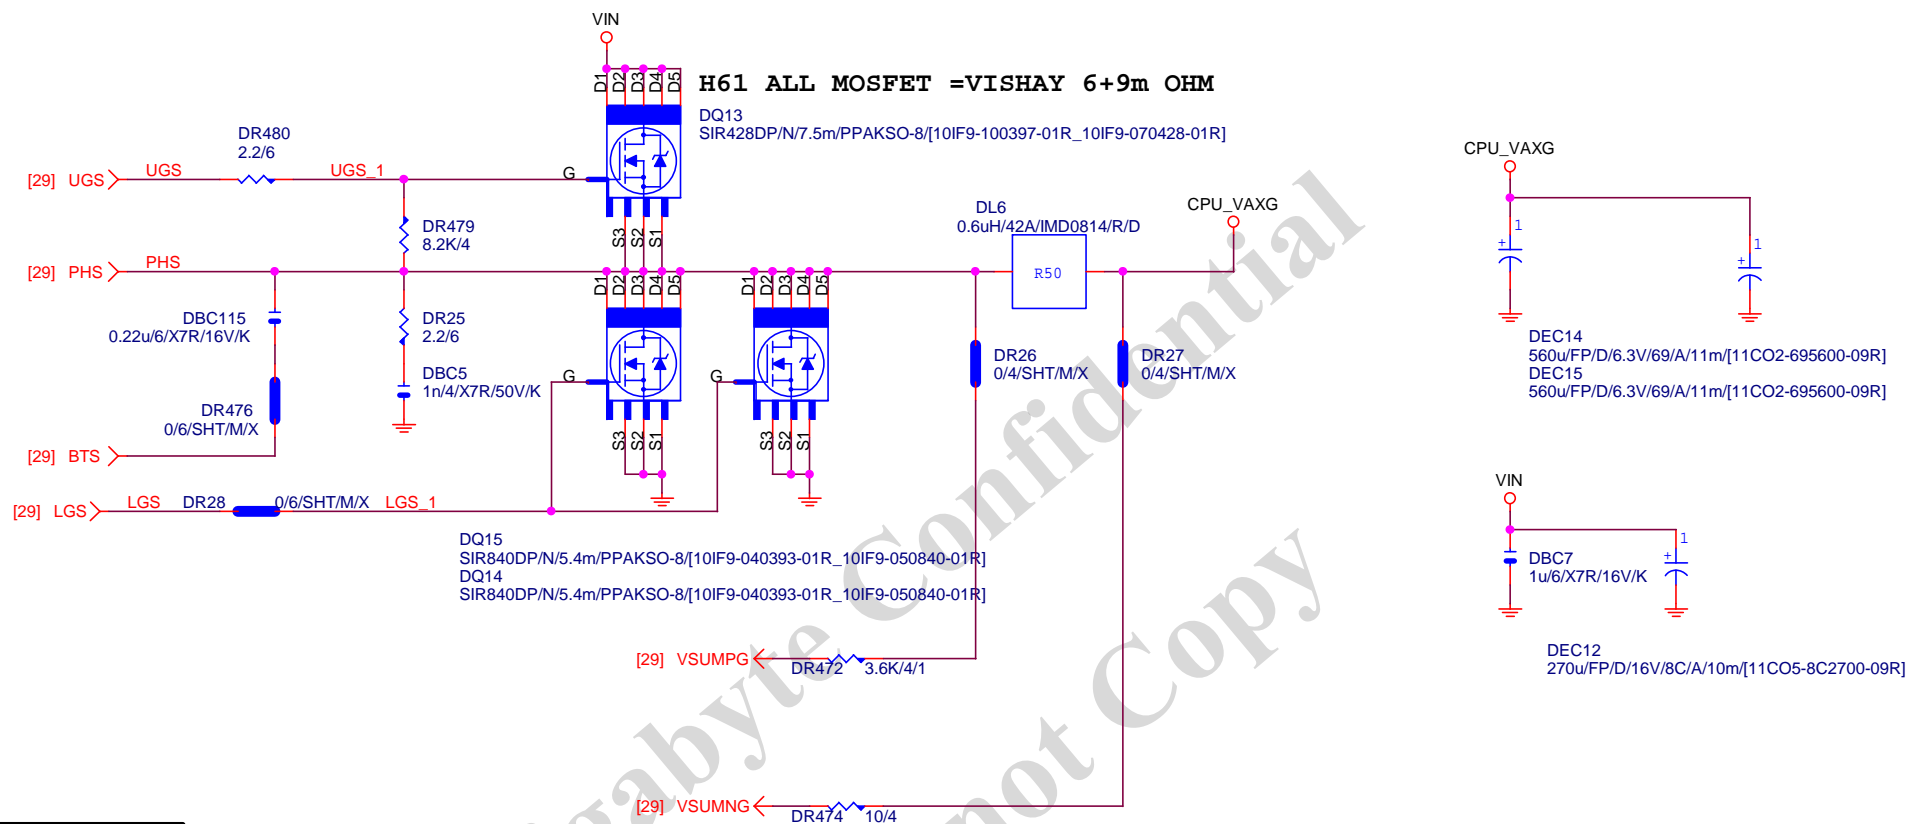 VIN
D1 D2 D3 D4 D5
H61 ALL MOSFET =VISHAY 6+9m OHM
DQ13
SIR428DP/N/7.5m/PPAKSO-8/[10IF9-100397-01R_10IF9-070428-01R]
DR480
2.2/6
[29] UGS
UGS
UGS_1
G
S3 S2 S1
DR479
8.2K/4
[29] PHS
PHS
D1 D2 D3 D4 D5
D1 D2 D3 D4 D5
DL6
0.6uH/42A/IMD0814/R/D
R50
CPU_VAXG
DBC115
0.22u/6/X7R/16V/K
DR25
2.2/6
DBC5
1n/4/X7R/50V/K
G
G
S3 S2 S1
S3 S2 S1
DR26
0/4/SHT/M/X
DR27
0/4/SHT/M/X
DR476
0/6/SHT/M/X
[29] BTS
[29] LGS
LGS
DR28
0/6/SHT/M/X
LGS_1
DQ15
SIR840DP/N/5.4m/PPAKSO-8/[10IF9-040393-01R_10IF9-050840-01R]
DQ14
SIR840DP/N/5.4m/PPAKSO-8/[10IF9-040393-01R_10IF9-050840-01R]
[29] VSUMPG
DR472
3.6K/4/1
[29] VSUMNG
DR474
10/4
CPU_VAXG
1
+
1
+
DEC14
560u/FP/D/6.3V/69/A/11m/[11CO2-695600-09R]
DEC15
560u/FP/D/6.3V/69/A/11m/[11CO2-695600-09R]
VIN
DBC7
1u/6/X7R/16V/K
1
+
DEC12
270u/FP/D/16V/8C/A/10m/[11CO5-8C2700-09R]
gabyte Confidential
not Copy